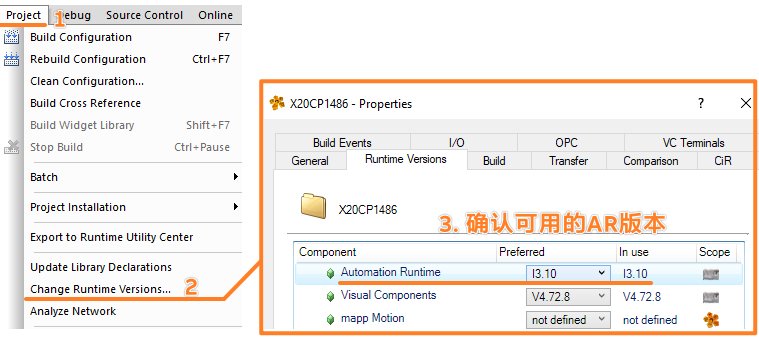 Project 1 Debug Source Control Online
Build Configuration F7
Rebuild Configuration Ctrl+F7
Clean Configuration...
Build Cross Reference
Build Widget Library Shift+F7
Stop Build Ctrl+Pause
Batch
Project Installation
Export to Runtime Utility Center
Update Library Declarations
Change Runtime Versions... 2
Analyze Network
X20CP1486 - Properties ?
Build Events I/O OPC VC Terminals
General Runtime Versions Build Transfer Comparison CiR
X20CP1486
3. 确认可用的AR版本
Component Preferred In use Scope
Automation Runtime I3.10 I3.10
Visual Components V4.72.8 V4.72.8
mapp Motion not defined not defined